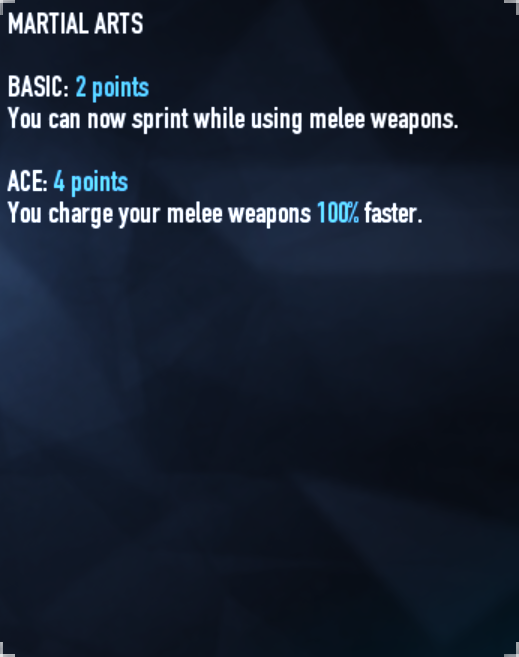 MARTIAL ARTS
BASIC: 2 points
You can now sprint while using melee weapons.
ACE: 4 points
You charge your melee weapons 100% faster.